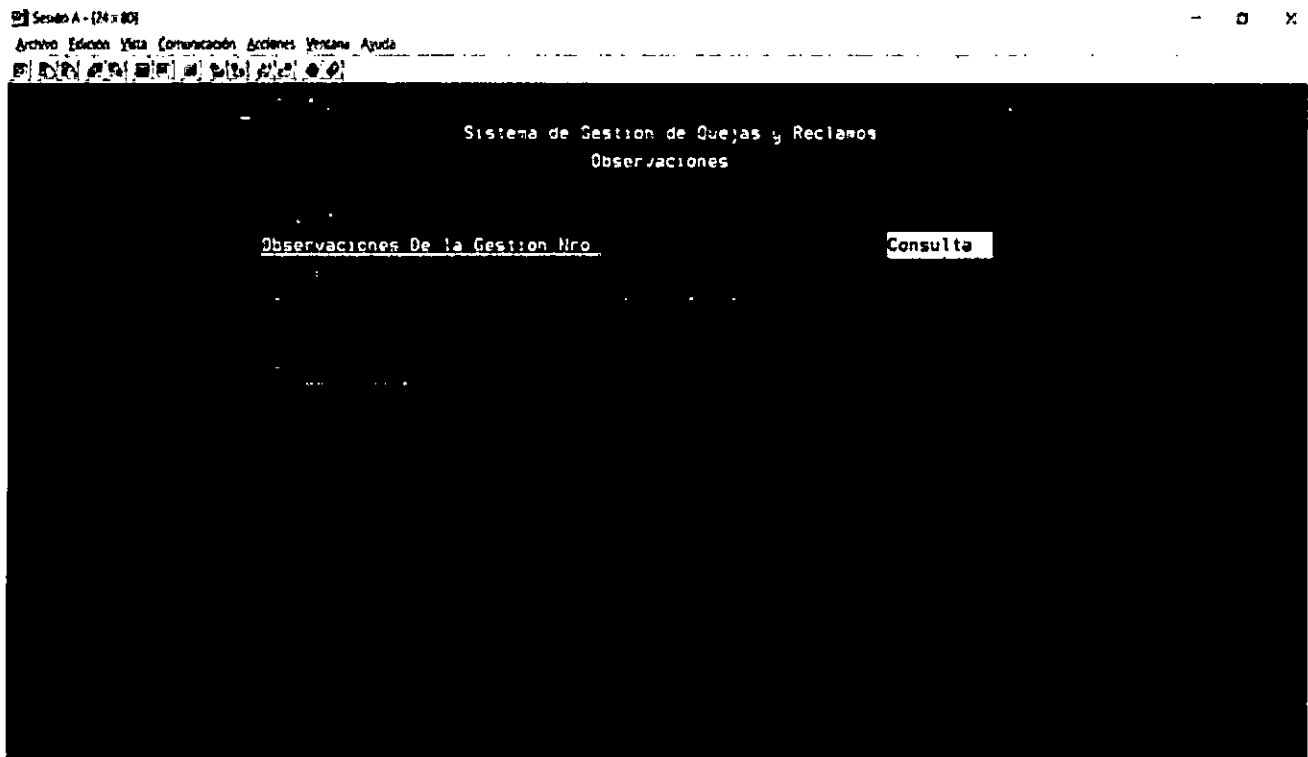 Sesión A - [24 x 80]
Archivo Edición Vista Comunicación Acciones Ventana Ayuda
Sistema de Gestion de Quejas y Reclamos
Observaciones
Observaciones De la Gestion Nro
Consulta